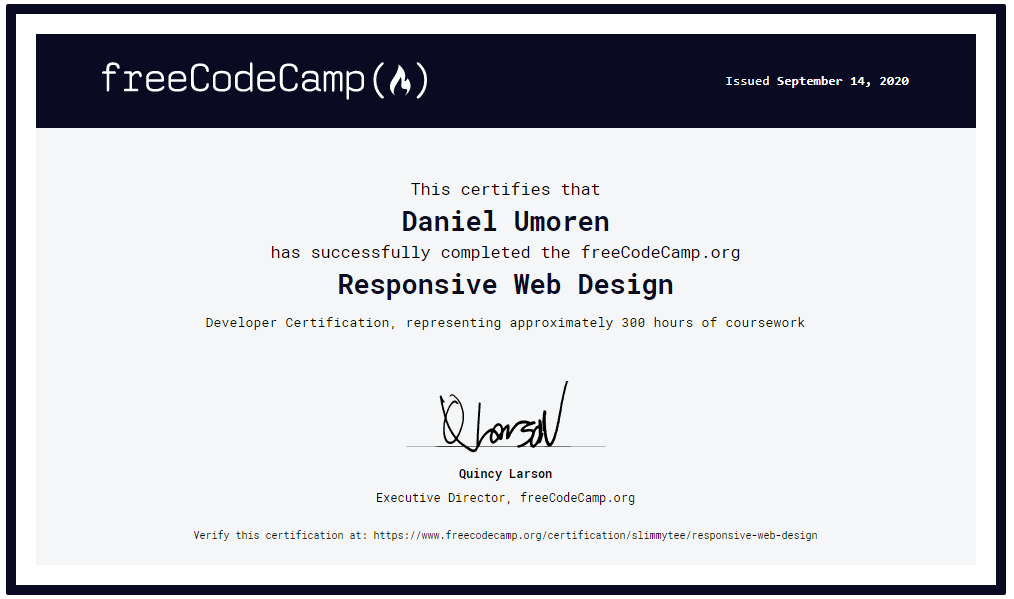 freeCodeCamp(🔥)
Issued September 14, 2020
This certifies that
Daniel Umoren
has successfully completed the freeCodeCamp.org
Responsive Web Design
Developer Certification, representing approximately 300 hours of coursework
Q Larson
Quincy Larson
Executive Director, freeCodeCamp.org
Verify this certification at: https://www.freecodecamp.org/certification/slimmytee/responsive-web-design